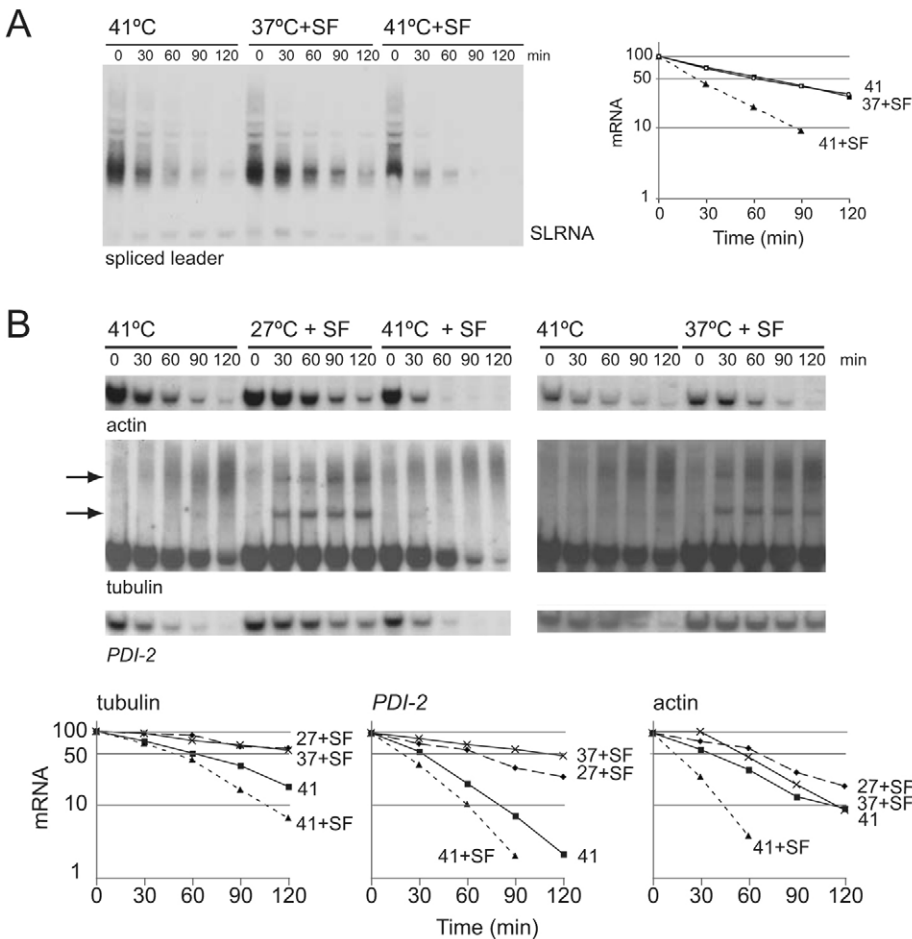 A
41ºC 37ºC+SF 41ºC+SF
0 30 60 90 120 0 30 60 90 120 0 30 60 90 120 min
SLRNA
spliced leader
mRNA
100
50
10
1
41
37+SF
41+SF
0 30 60 90 120
Time (min)
B
41ºC 27ºC + SF 41ºC + SF 41ºC 37ºC + SF
0 30 60 90 120 0 30 60 90 120 0 30 60 90 120 min 0 30 60 90 120 0 30 60 90 120 min
actin
tubulin
PDI-2
tubulin PDI-2 actin
mRNA
100
50
10
1
27+SF
37+SF
41
41+SF
0 30 60 90 120
37+SF
27+SF
41+SF
41
0 30 60 90 120
27+SF
37+SF
41
41+SF
0 30 60 90 120
Time (min)